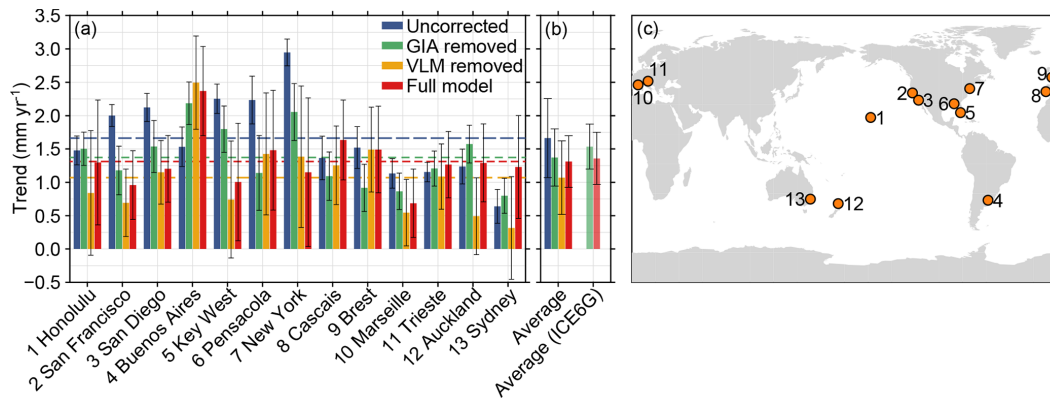 (a)
Uncorrected
GIA removed
VLM removed
Full model
Trend (mm yr⁻¹)
3.5
3.0
2.5
2.0
1.5
1.0
0.5
0.0
−0.5
1 Honolulu
2 San Francisco
3 San Diego
4 Buenos Aires
5 Key West
6 Pensacola
7 New York
8 Cascais
9 Brest
10 Marseille
11 Trieste
12 Auckland
13 Sydney
(b)
Average
Average (ICE6G)
(c)
11
10
9
8
7
2
3
6
5
1
4
13
12